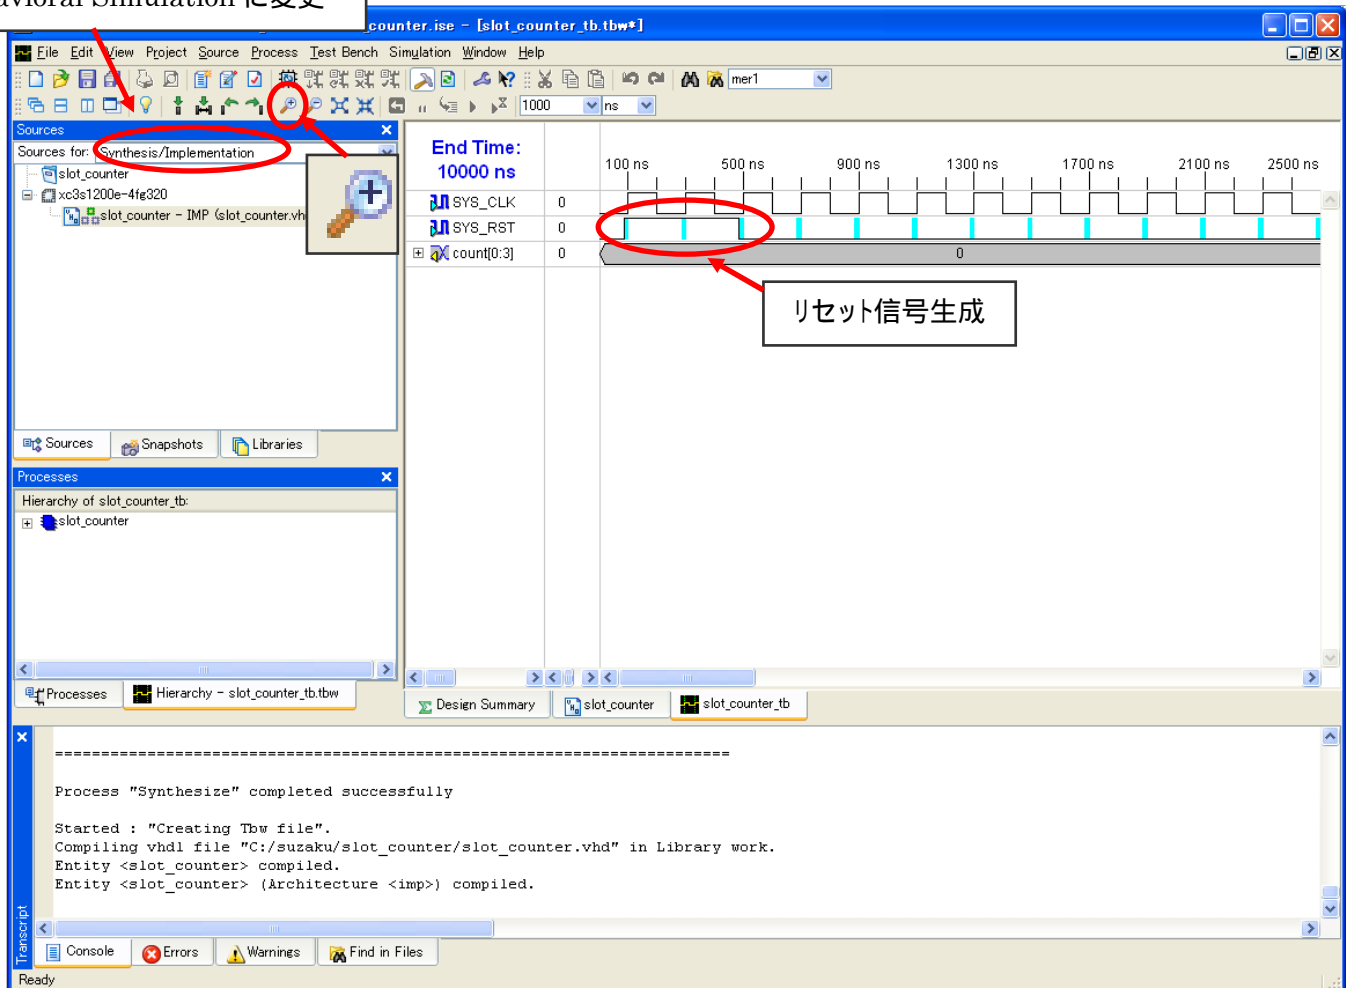 avioral Simulation に変更
_counter.ise - [slot_counter_tb.tbw*]
File Edit View Project Source Process Test Bench Simulation Window Help
mer1
1000 ns
Sources
Sources for: Synthesis/Implementation
slot_counter
xc3s1200e-4fg320
slot_counter - IMP (slot_counter.vh
Sources Snapshots Libraries
Processes
Hierarchy of slot_counter_tb:
slot_counter
Processes Hierarchy - slot_counter_tb.tbw
End Time:
10000 ns
100 ns 500 ns 900 ns 1300 ns 1700 ns 2100 ns 2500 ns
SYS_CLK 0
SYS_RST 0
count[0:3] 0 0
リセット信号生成
Design Summary slot_counter slot_counter_tb
=========================================================================
Process "Synthesize" completed successfully
Started : "Creating Tbw file".
Compiling vhdl file "C:/suzaku/slot_counter/slot_counter.vhd" in Library work.
Entity <slot_counter> compiled.
Entity <slot_counter> (Architecture <imp>) compiled.
Transcript
Console Errors Warnings Find in Files
Ready